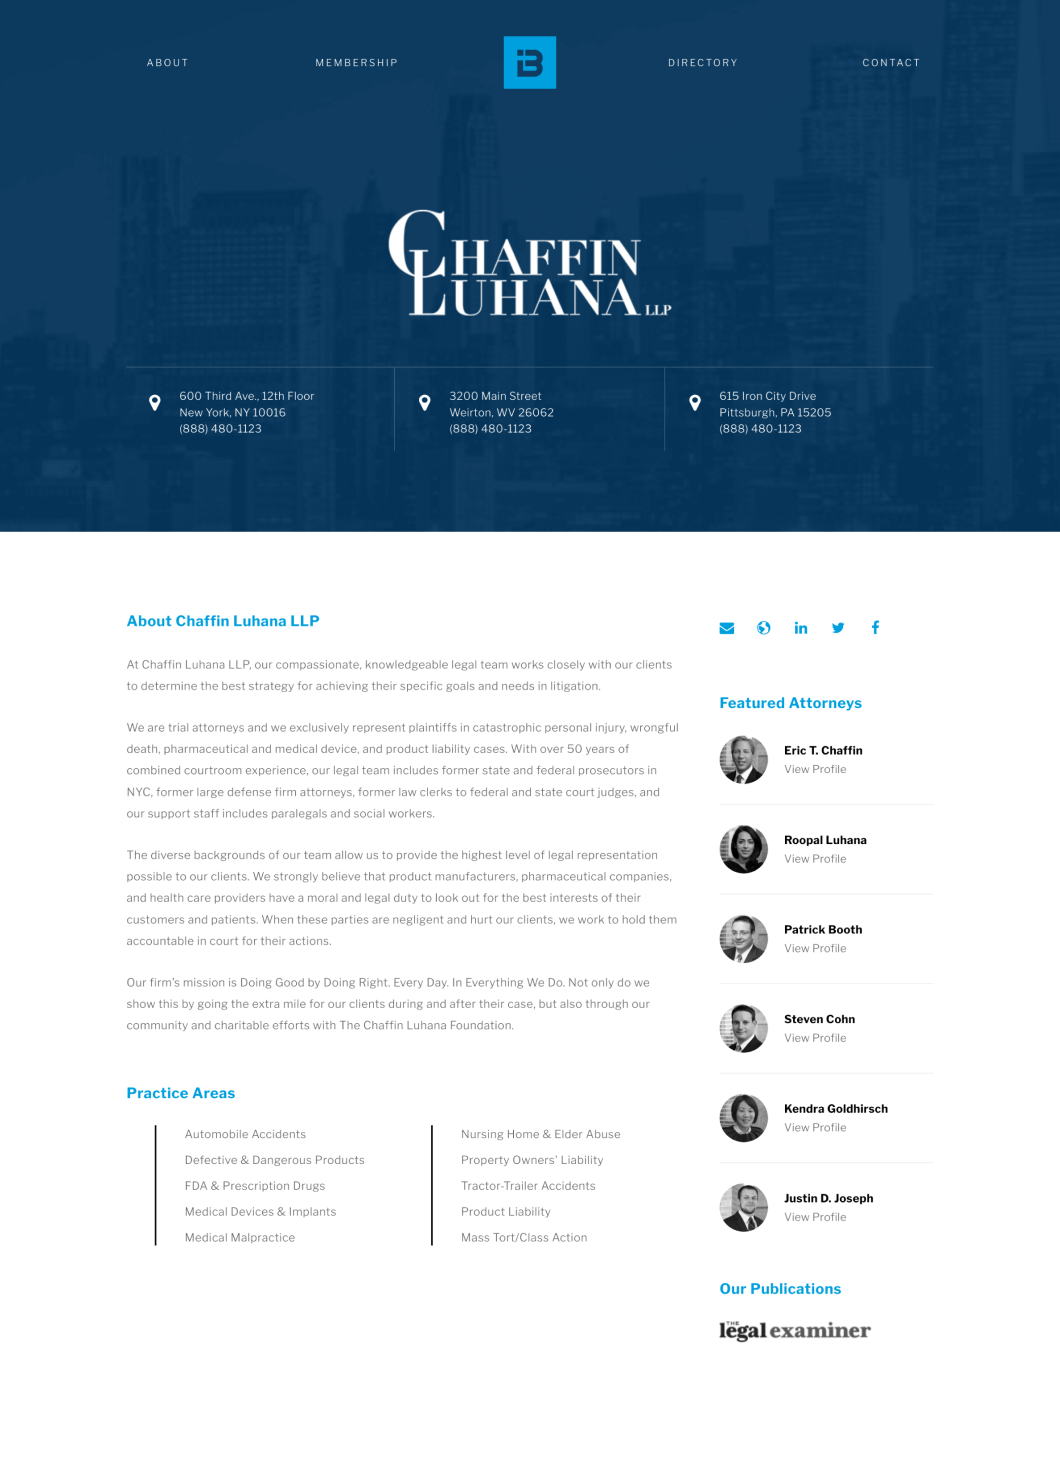 ABOUT
MEMBERSHIP
DIRECTORY
CONTACT
CHAFFIN
LUHANA LLP
600 Third Ave., 12th Floor
New York, NY 10016
(888) 480-1123
3200 Main Street
Weirton, WV 26062
(888) 480-1123
615 Iron City Drive
Pittsburgh, PA 15205
(888) 480-1123
About Chaffin Luhana LLP
At Chaffin Luhana LLP, our compassionate, knowledgeable legal team works closely with our clients
to determine the best strategy for achieving their specific goals and needs in litigation.
We are trial attorneys and we exclusively represent plaintiffs in catastrophic personal injury, wrongful
death, pharmaceutical and medical device, and product liability cases. With over 50 years of
combined courtroom experience, our legal team includes former state and federal prosecutors in
NYC, former large defense firm attorneys, former law clerks to federal and state court judges, and
our support staff includes paralegals and social workers.
The diverse backgrounds of our team allow us to provide the highest level of legal representation
possible to our clients. We strongly believe that product manufacturers, pharmaceutical companies,
and health care providers have a moral and legal duty to look out for the best interests of their
customers and patients. When these parties are negligent and hurt our clients, we work to hold them
accountable in court for their actions.
Our firm's mission is Doing Good by Doing Right. Every Day. In Everything We Do. Not only do we
show this by going the extra mile for our clients during and after their case, but also through our
community and charitable efforts with The Chaffin Luhana Foundation.
Practice Areas
Automobile Accidents
Defective & Dangerous Products
FDA & Prescription Drugs
Medical Devices & Implants
Medical Malpractice
Nursing Home & Elder Abuse
Property Owners' Liability
Tractor-Trailer Accidents
Product Liability
Mass Tort/Class Action
Featured Attorneys
Eric T. Chaffin
View Profile
Roopal Luhana
View Profile
Patrick Booth
View Profile
Steven Cohn
View Profile
Kendra Goldhirsch
View Profile
Justin D. Joseph
View Profile
Our Publications
THE
legal examiner